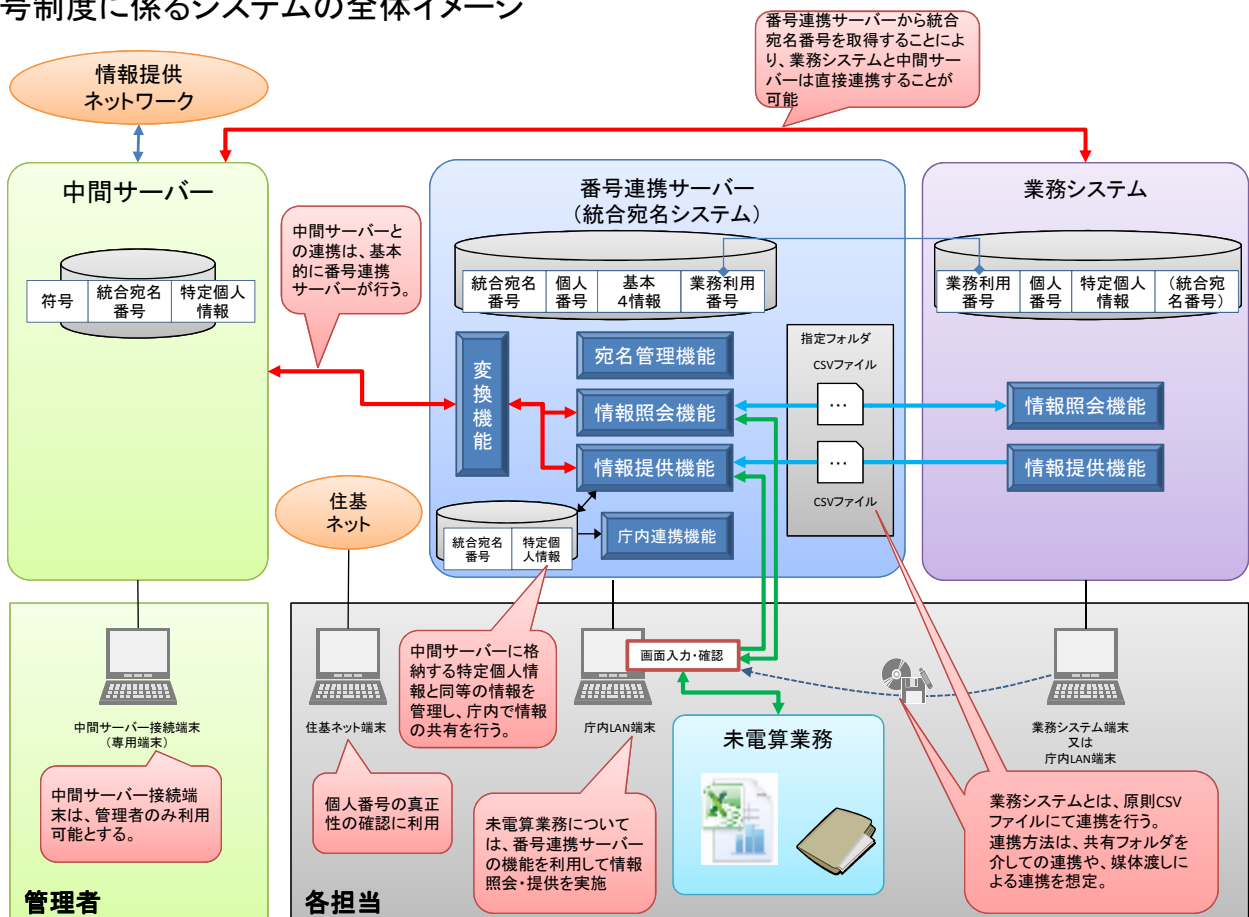 号制度に係るシステムの全体イメージ
番号連携サーバーから統合
宛名番号を取得することによ
り、業務システムと中間サー
バーは直接連携することが
可能
情報提供
ネットワーク
中間サーバー
符号
統合宛名
番号
特定個人
情報
中間サーバーと
の連携は、基本
的に番号連携
サーバーが行う。
番号連携サーバー
（統合宛名システム）
統合宛名
番号
個人
番号
基本
４情報
業務利用
番号
変
換
機
能
宛名管理機能
情報照会機能
情報提供機能
庁内連携機能
統合宛名
番号
特定個
人情報
指定フォルダ
CSVファイル
…
…
CSVファイル
業務システム
業務利用
番号
個人
番号
特定個人
情報
（統合宛
名番号）
情報照会機能
情報提供機能
住基
ネット
中間サーバー接続端末
（専用端末）
中間サーバー接続端
末は、管理者のみ利用
可能とする。
管理者
住基ネット端末
個人番号の真正
性の確認に利用
中間サーバーに格
納する特定個人情
報と同等の情報を
管理し、庁内で情報
の共有を行う。
画面入力・確認
庁内LAN端末
未電算業務について
は、番号連携サーバー
の機能を利用して情報
照会・提供を実施
未電算業務
業務システム端末
又は
庁内LAN端末
業務システムとは、原則CSV
ファイルにて連携を行う。
連携方法は、共有フォルダを
介しての連携や、媒体渡しに
よる連携を想定。
各担当